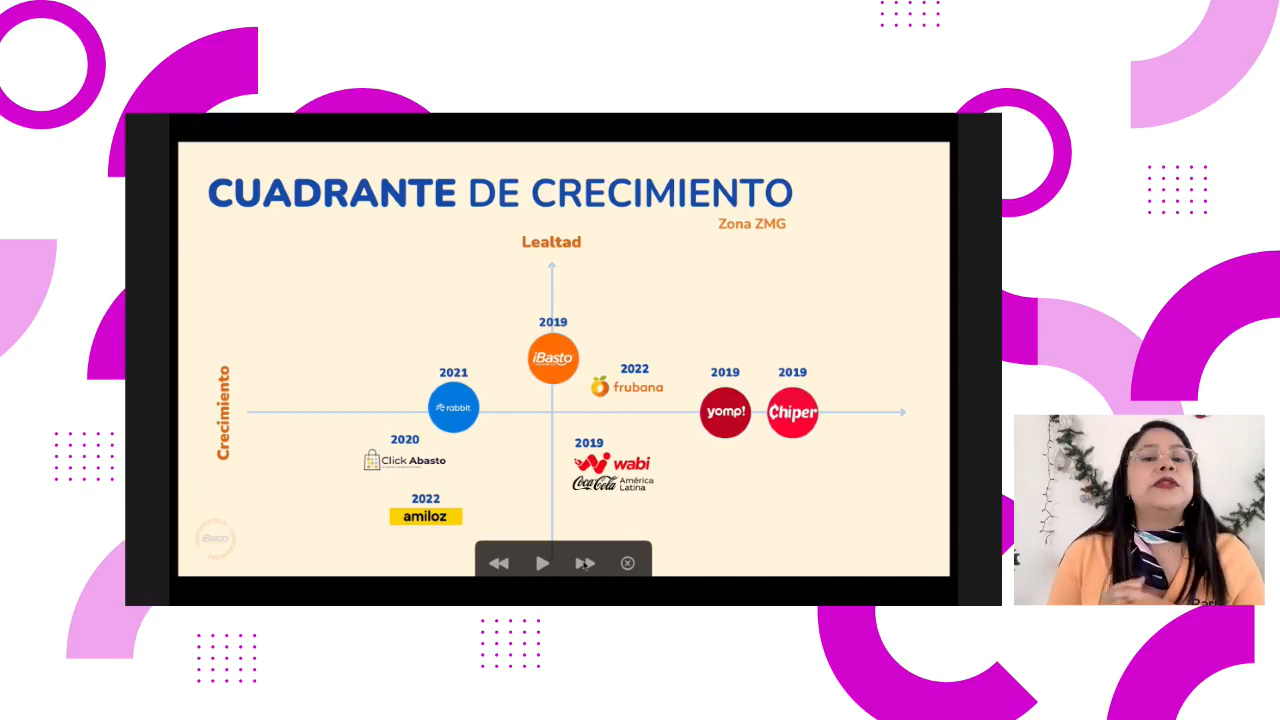 CUADRANTE DE CRECIMIENTO
Zona ZMG
Lealtad
2019
iBasto
2021
rabbit
2022
frubana
2019
yomp!
2019
Chiper
Crecimiento
2020
Click Abasto
2019
wabi
Coca-Cola América
Latina
2022
amiloz
iBasto